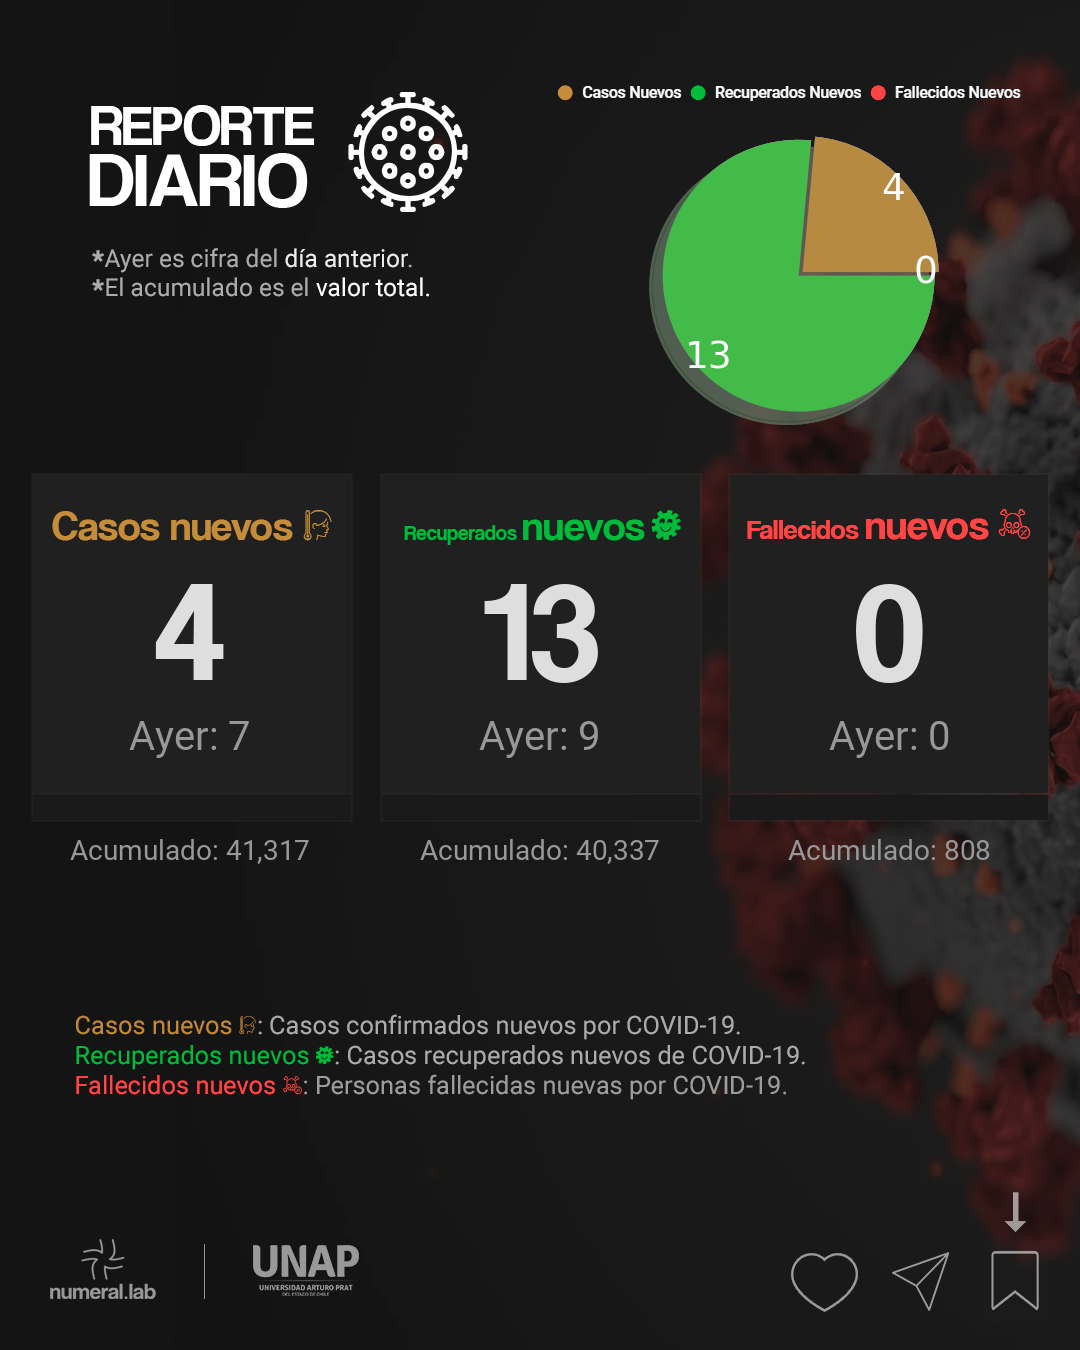 REPORTE
DIARIO
*Ayer es cifra del día anterior.
*El acumulado es el valor total.
Casos Nuevos Recuperados Nuevos Fallecidos Nuevos
4
0
13
Casos nuevos
4
Ayer: 7
Acumulado: 41,317
Recuperados nuevos
13
Ayer: 9
Acumulado: 40,337
Fallecidos nuevos
0
Ayer: 0
Acumulado: 808
Casos nuevos : Casos confirmados nuevos por COVID-19.
Recuperados nuevos : Casos recuperados nuevos de COVID-19.
Fallecidos nuevos : Personas fallecidas nuevas por COVID-19.
numeral.lab
UNAP
UNIVERSIDAD ARTURO PRAT
DEL ESTADO DE CHILE